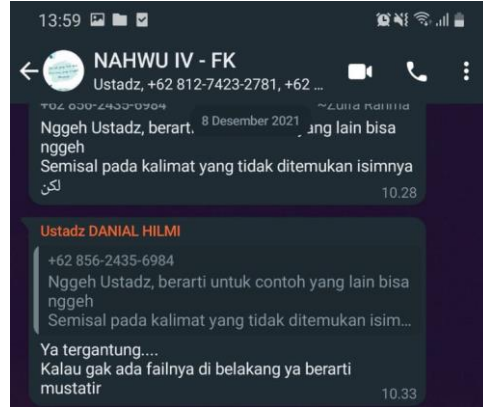 13:59
NAHWU IV - FK
Ustadz, +62 812-7423-2781, +62 ...
+62 856-2435-6984 ~Zulfa Rahma
8 Desember 2021
Nggeh Ustadz, berart. yang lain bisa
nggeh
Semisal pada kalimat yang tidak ditemukan isimnya
لكن
10.28
Ustadz DANIAL HILMI
+62 856-2435-6984
Nggeh Ustadz, berarti untuk contoh yang lain bisa
nggeh
Semisal pada kalimat yang tidak ditemukan isim...
Ya tergantung....
Kalau gak ada failnya di belakang ya berarti
mustatir
10.33